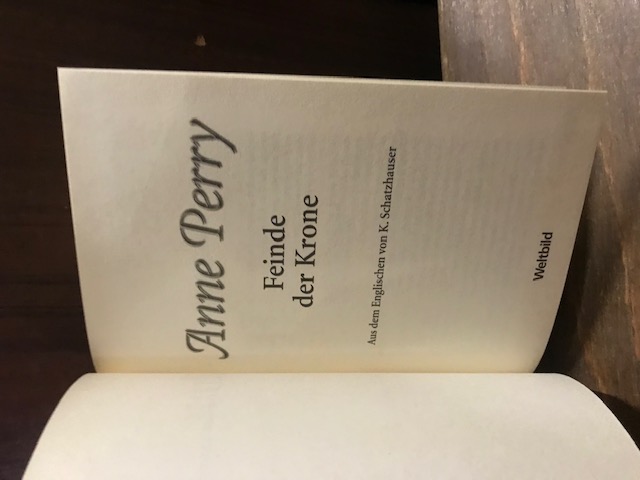 Anne Perry
Feinde
der Krone
Aus dem Englischen von K. Schatzhauser
Weltbild